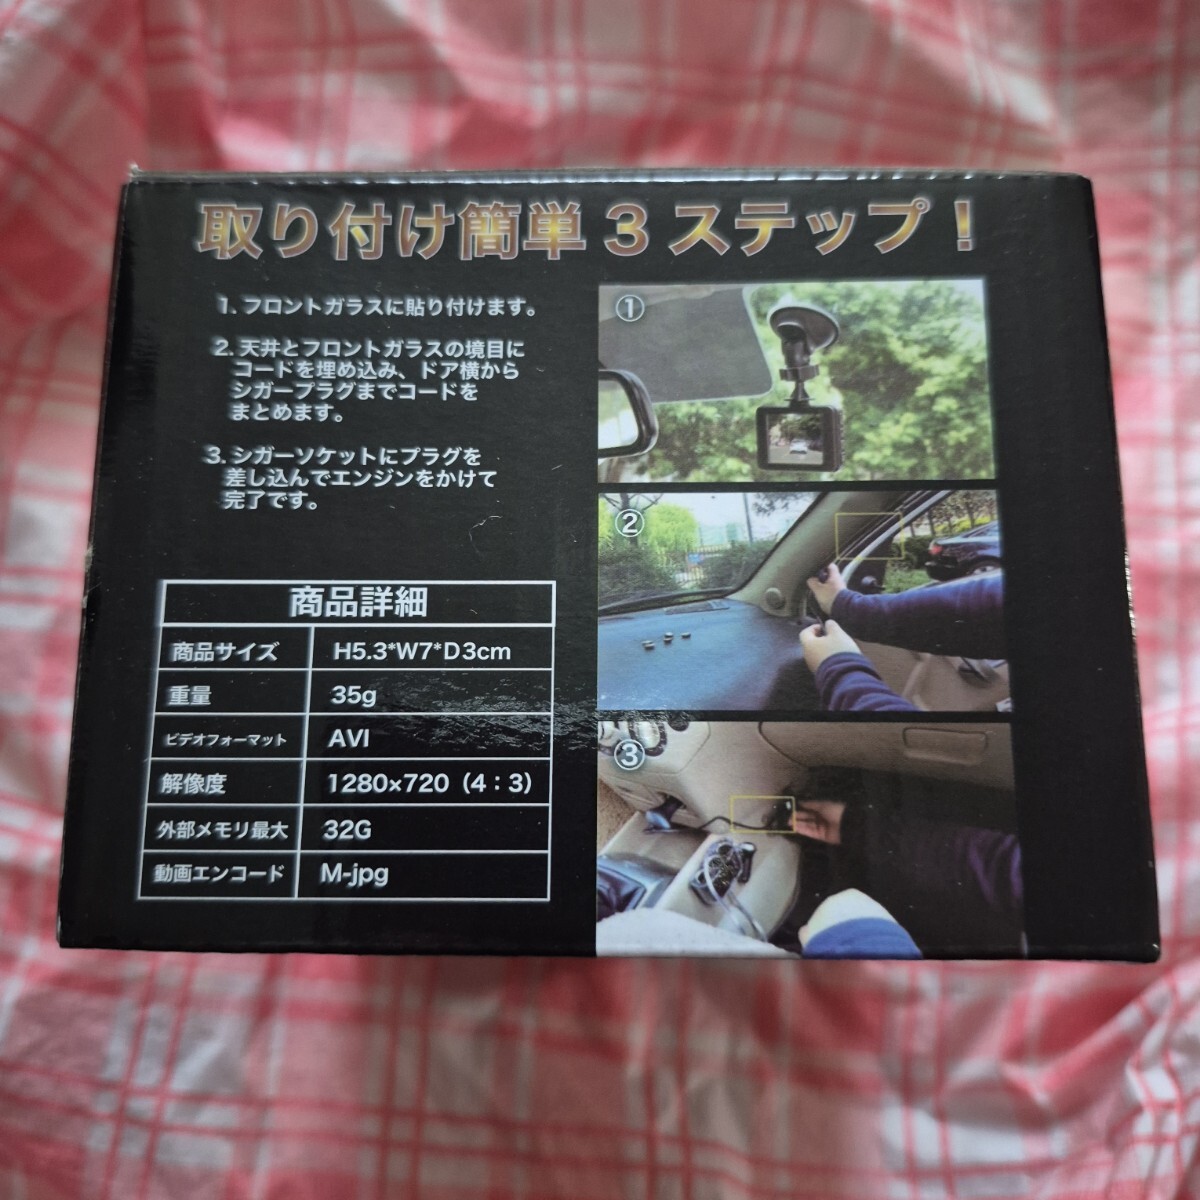 取り付け簡単3ステップ！
1. フロントガラスに貼り付けます。
2. 天井とフロントガラスの境目に
コードを埋め込み、ドア横から
シガープラグまでコードを
まとめます。
3. シガーソケットにプラグを
差し込んでエンジンをかけて
完了です。
①
②
③
商品詳細
商品サイズ H5.3*W7*D3cm
重量 35g
ビデオフォーマット AVI
解像度 1280×720（4：3）
外部メモリ最大 32G
動画エンコード M-jpg